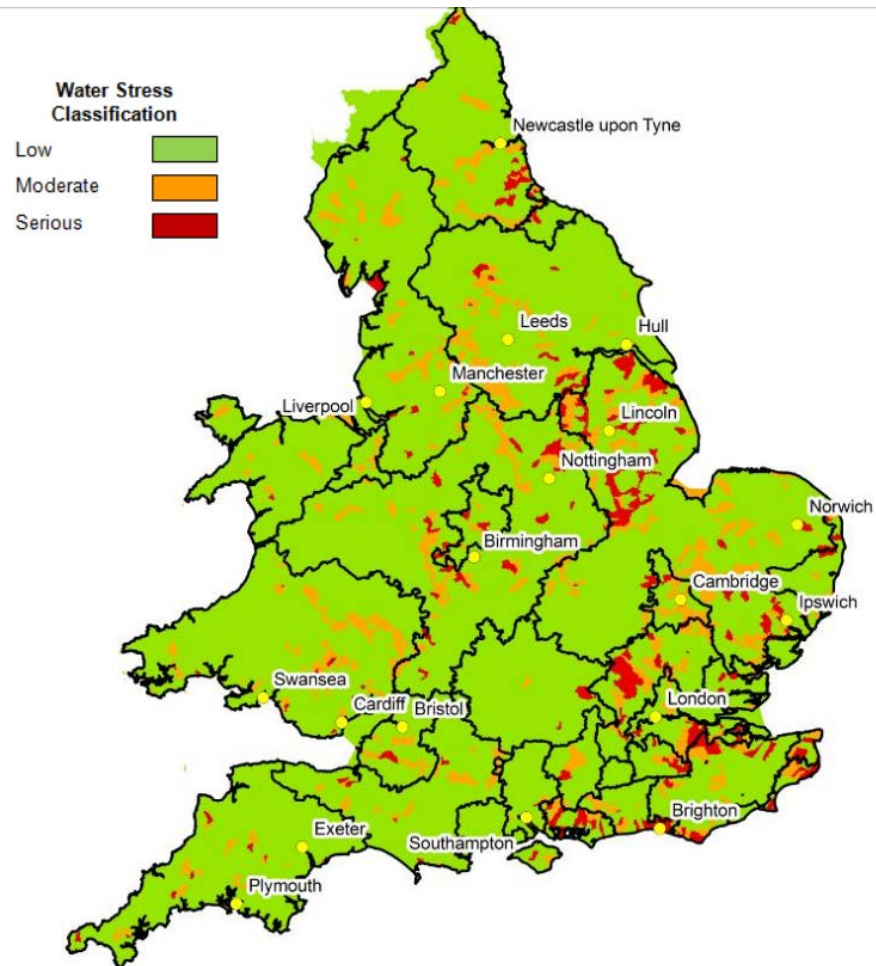 Water Stress
Classification
Low
Moderate
Serious
Newcastle upon Tyne
Leeds
Hull
Manchester
Liverpool
Lincoln
Nottingham
Norwich
Birmingham
Cambridge
Ipswich
Swansea
Cardiff
Bristol
London
Brighton
Southampton
Exeter
Plymouth